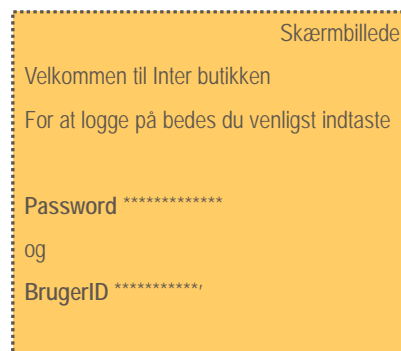 Skærmbillede
Velkommen til Inter butikken
For at logge på bedes du venligst indtaste
Password *************
og
BrugerID ***********,